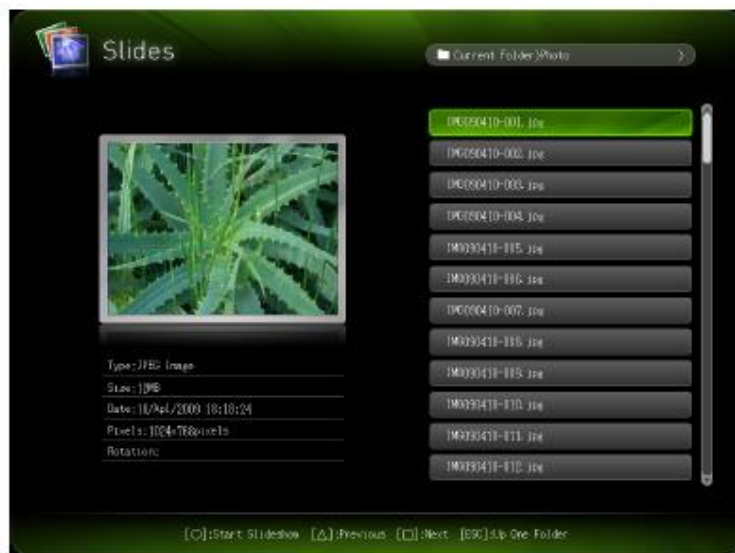 Slides
Current Folder\Photo
IMG090410-001.jpg
IMG090410-002.jpg
IMG090410-003.jpg
IMG090410-004.jpg
IMG090410-005.jpg
IMG090410-006.jpg
IMG090410-007.jpg
IMG090410-008.jpg
IMG090410-009.jpg
IMG090410-010.jpg
IMG090410-011.jpg
IMG090410-012.jpg
Type:JPEG Image
Date:10/Apl/2009 18:18:24
Pixels:1024×768pixels
Rotation:
[○]:Start Slideshow [△]:Previous [□]:Next [ESC]:Up One Folder